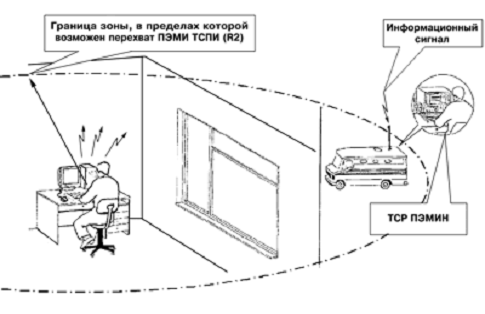 Граница зоны, в пределах которой
возможен перехват ПЭМИ ТСПИ (R2)
Информационный
сигнал
ТСР ПЭМИН